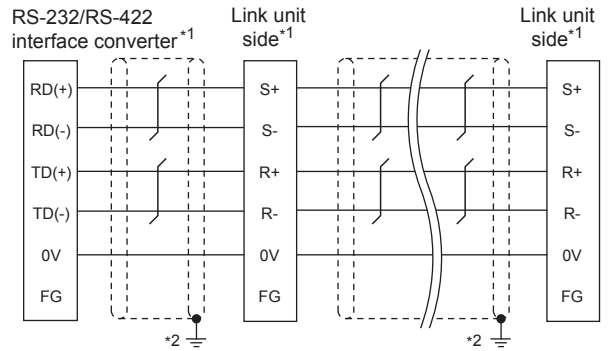 RS-232/RS-422
interface converter*1
Link unit
side*1
Link unit
side*1
RD(+)
S+
S+
RD(-)
S-
S-
TD(+)
R+
R+
TD(-)
R-
R-
0V
0V
0V
FG
FG
FG
*2
*2